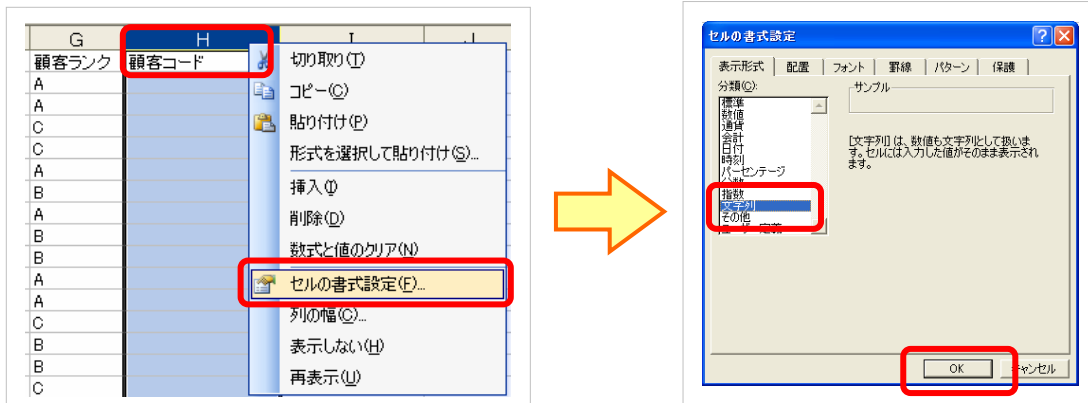 G H I J
顧客ランク 顧客コード
A
A
C
C
A
B
A
B
B
A
A
C
B
B
C
切り取り(T)
コピー(C)
貼り付け(P)
形式を選択して貼り付け(S)...
挿入(I)
削除(D)
数式と値のクリア(N)
セルの書式設定(F)...
列の幅(C)...
表示しない(H)
再表示(U)
セルの書式設定
表示形式 配置 フォント 罫線 パターン 保護
分類(C):
標準
数値
通貨
会計
日付
時刻
パーセンテージ
分数
指数
文字列
その他
ユーザー定義
サンプル
[文字列] は、数値も文字列として扱いま
す。セルには入力した値がそのまま表示され
ます。
OK キャンセル